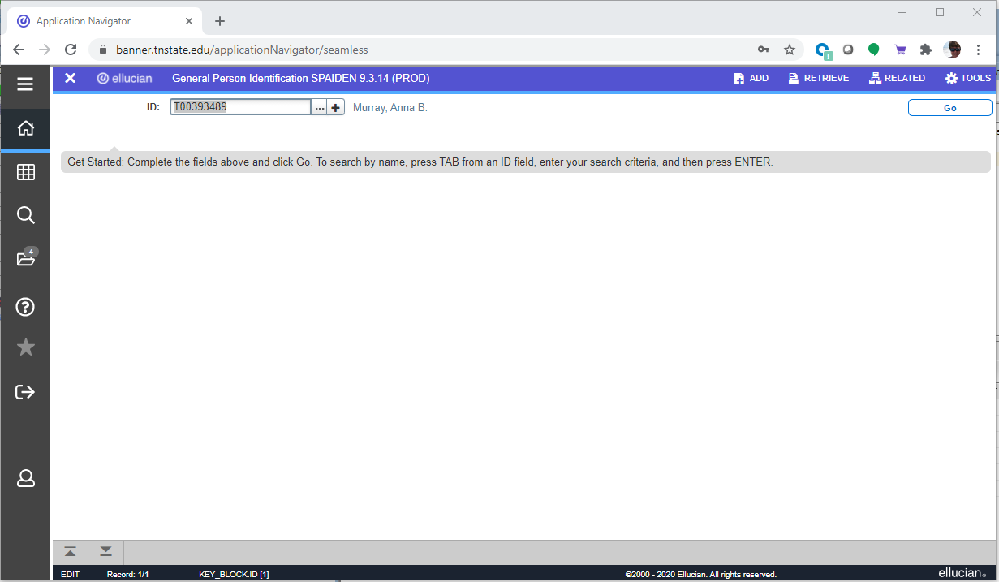 Application Navigator
banner.tnstate.edu/applicationNavigator/seamless
ellucian General Person Identification SPAIDEN 9.3.14 (PROD) ADD RETRIEVE RELATED TOOLS
ID: T00393489 ... Murray, Anna B. Go
Get Started: Complete the fields above and click Go. To search by name, press TAB from an ID field, enter your search criteria, and then press ENTER.
4
EDIT Record: 1/1 KEY_BLOCK.ID [1] ©2000 - 2020 Ellucian. All rights reserved. ellucian®